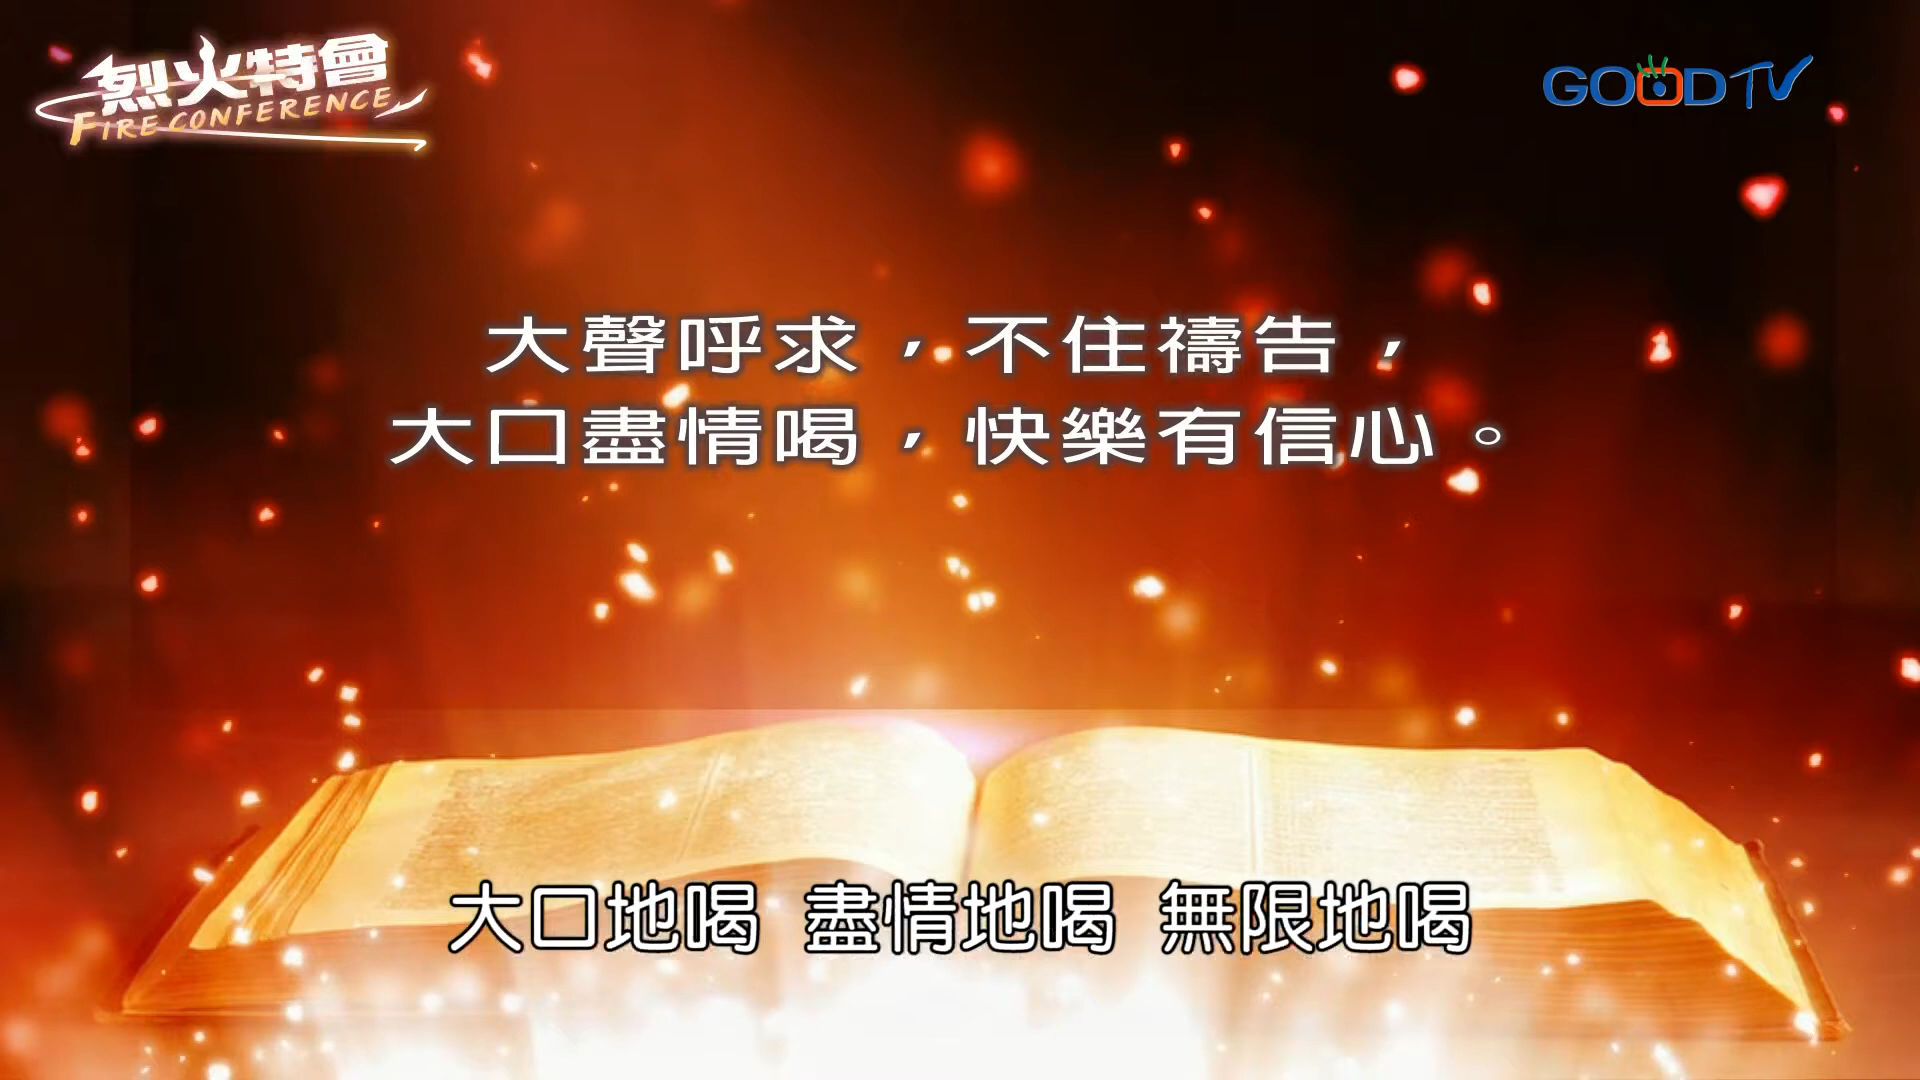 烈火特會
FIRE CONFERENCE
GOODTV
大聲呼求，不住禱告，
大口盡情喝，快樂有信心。
大口地喝 盡情地喝 無限地喝